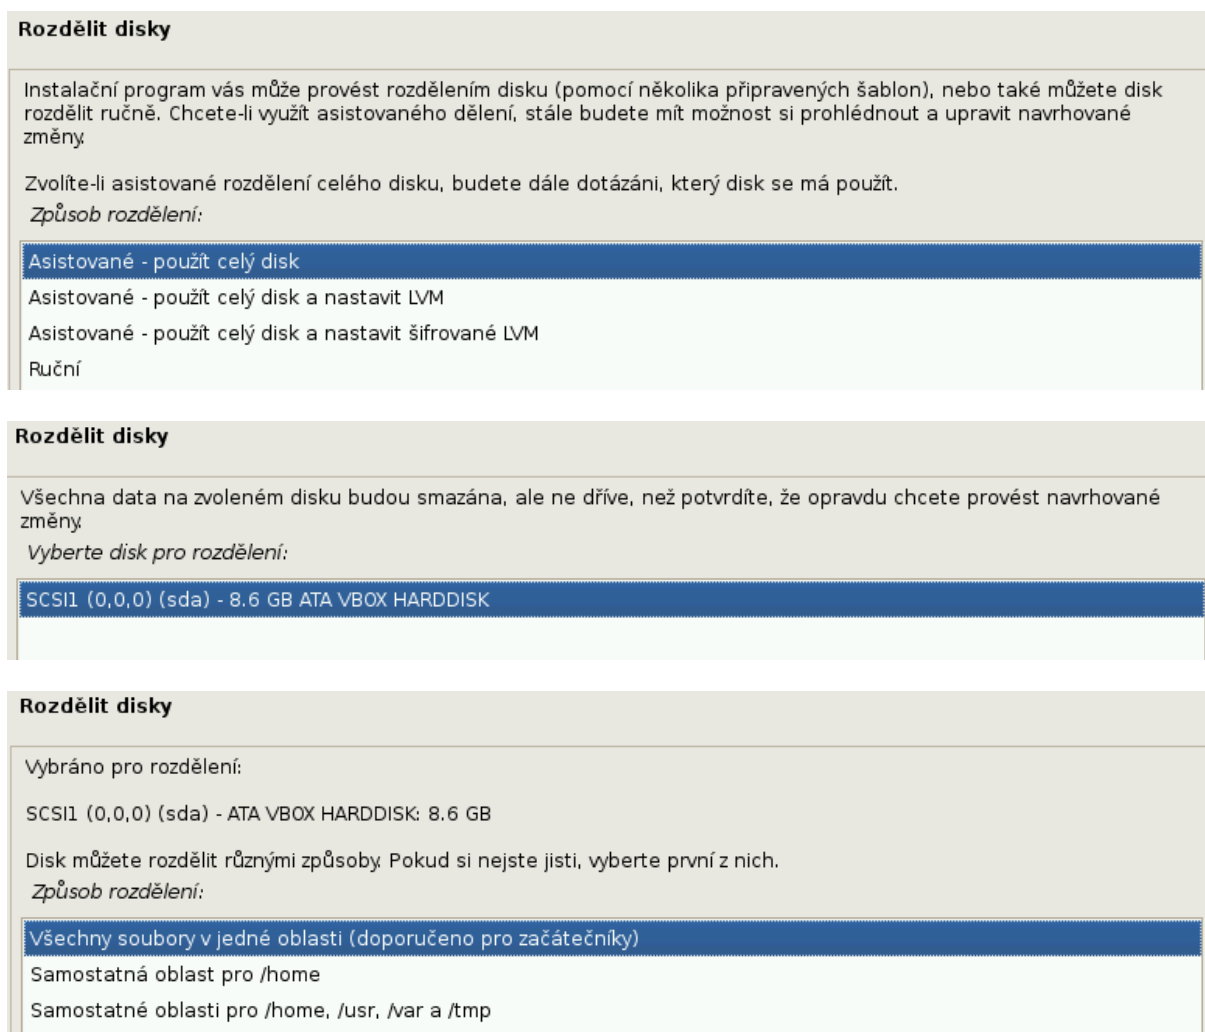 Rozdělit disky
Instalační program vás může provést rozdělením disku (pomocí několika připravených šablon), nebo také můžete disk
rozdělit ručně. Chcete-li využít asistovaného dělení, stále budete mít možnost si prohlédnout a upravit navrhované
změny.
Zvolíte-li asistované rozdělení celého disku, budete dále dotázáni, který disk se má použít.
Způsob rozdělení:
Asistované - použít celý disk
Asistované - použít celý disk a nastavit LVM
Asistované - použít celý disk a nastavit šifrované LVM
Ruční
Rozdělit disky
Všechna data na zvoleném disku budou smazána, ale ne dříve, než potvrdíte, že opravdu chcete provést navrhované
změny.
Vyberte disk pro rozdělení:
SCSI1 (0,0,0) (sda) - 8.6 GB ATA VBOX HARDDISK
Rozdělit disky
Vybráno pro rozdělení:
SCSI1 (0,0,0) (sda) - ATA VBOX HARDDISK: 8.6 GB
Disk můžete rozdělit různými způsoby. Pokud si nejste jisti, vyberte první z nich.
Způsob rozdělení:
Všechny soubory v jedné oblasti (doporučeno pro začátečníky)
Samostatná oblast pro /home
Samostatné oblasti pro /home, /usr, /var a /tmp